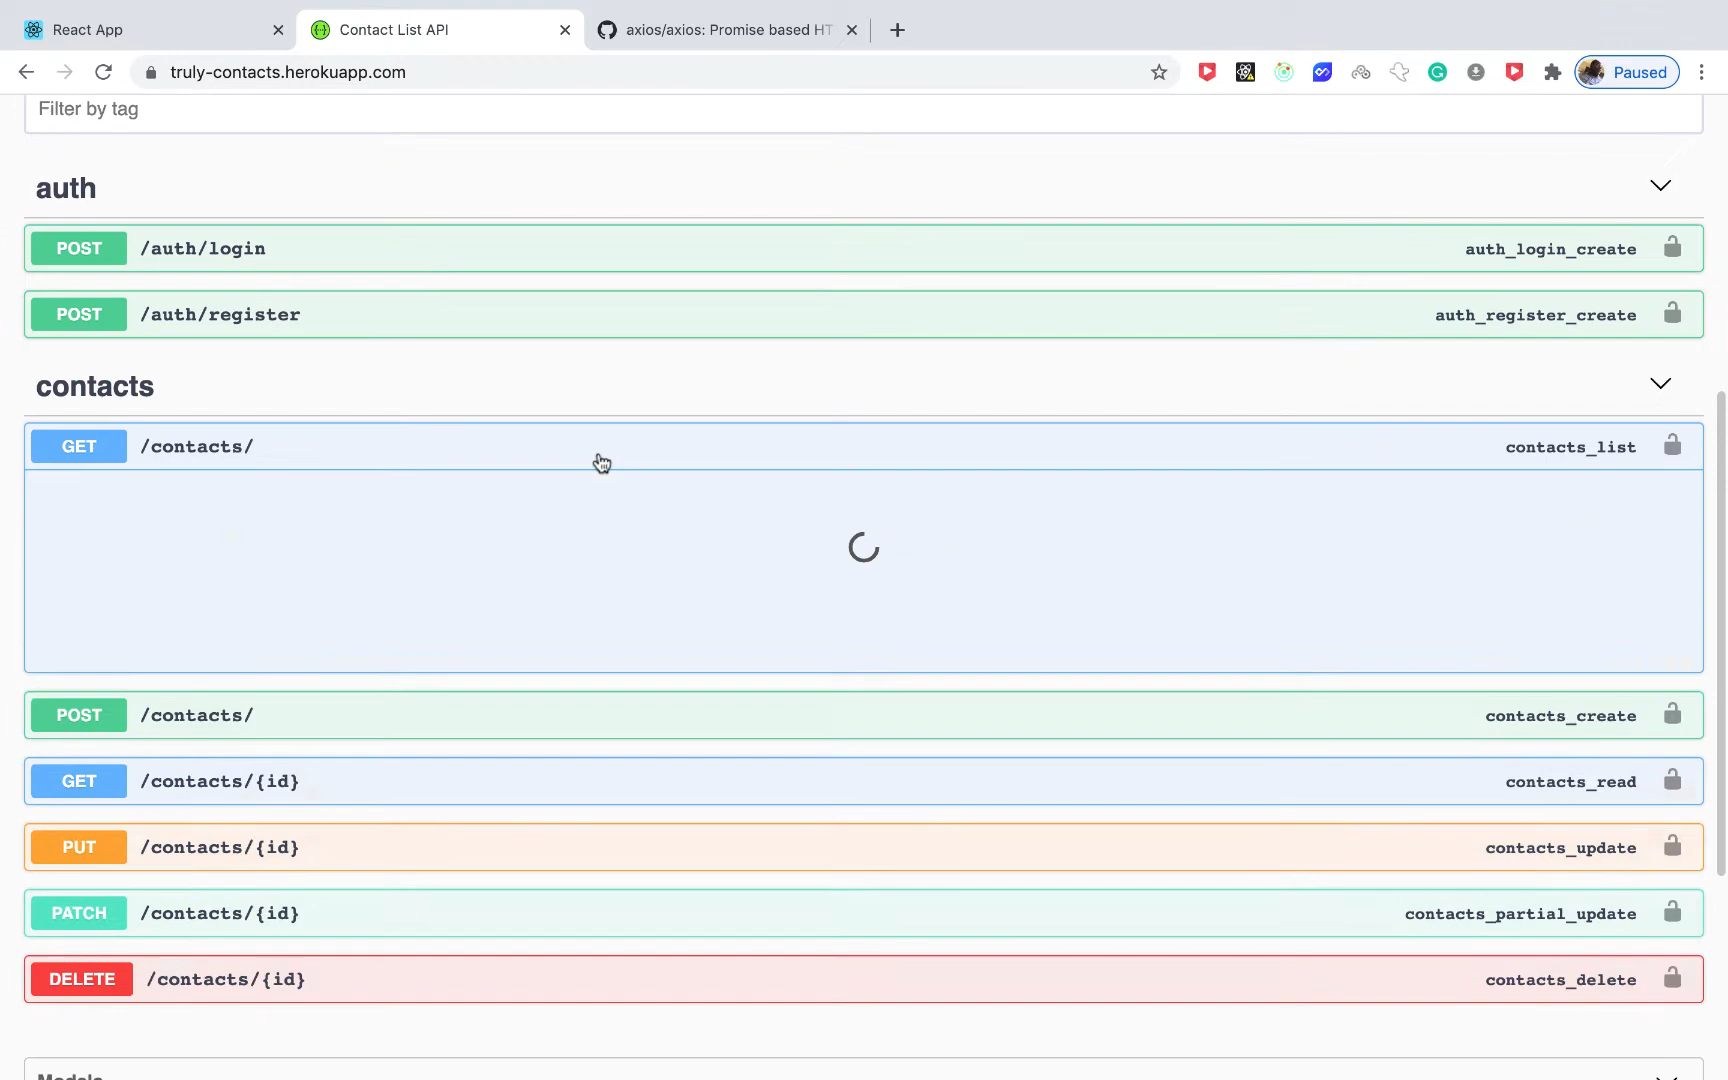 React App
Contact List API
axios/axios: Promise based HT
truly-contacts.herokuapp.com
Paused
Filter by tag
auth
POST /auth/login auth_login_create
POST /auth/register auth_register_create
contacts
GET /contacts/ contacts_list
POST /contacts/ contacts_create
GET /contacts/{id} contacts_read
PUT /contacts/{id} contacts_update
PATCH /contacts/{id} contacts_partial_update
DELETE /contacts/{id} contacts_delete
Models